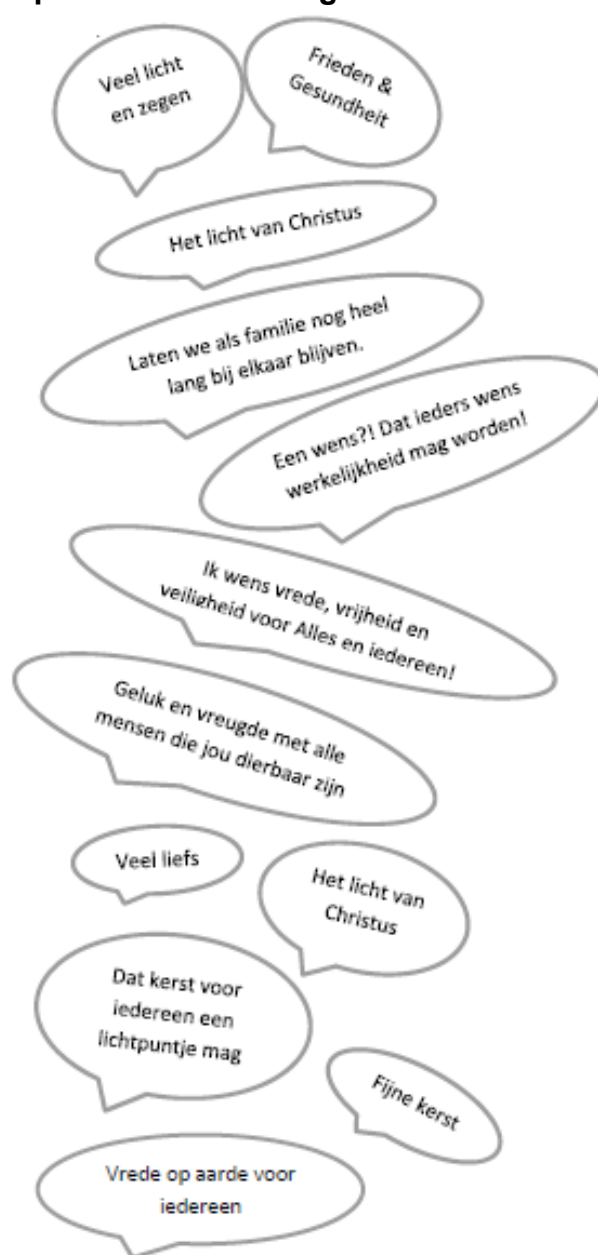 Veel licht
en zegen
Frieden &
Gesundheit
Het licht van Christus
Laten we als familie nog heel
lang bij elkaar blijven.
Een wens?! Dat ieders wens
werkelijkheid mag worden!
Ik wens vrede, vrijheid en
veiligheid voor Alles en iedereen!
Geluk en vreugde met alle
mensen die jou dierbaar zijn
Veel liefs
Het licht van
Christus
Dat kerst voor
iedereen een
lichtpuntje mag
Fijne kerst
Vrede op aarde voor
iedereen